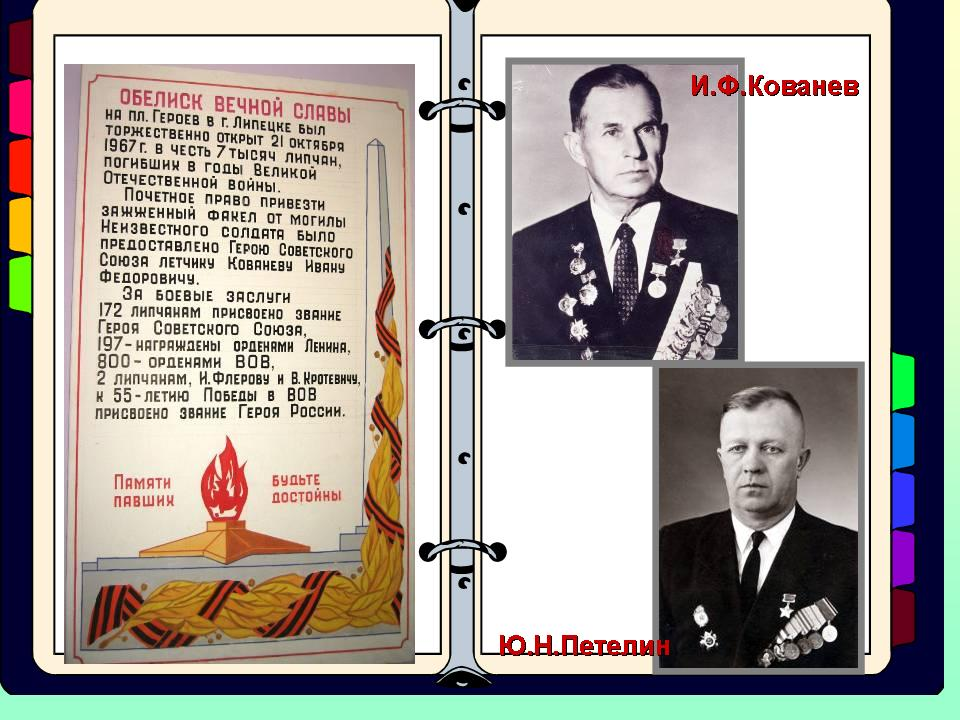 ОБЕЛИСК ВЕЧНОЙ СЛАВЫ
НА ПЛ. ГЕРОЕВ В Г. ЛИПЕЦКЕ БЫЛ
ТОРЖЕСТВЕННО ОТКРЫТ 21 ОКТЯБРЯ
1967 Г. В ЧЕСТЬ 7 ТЫСЯЧ ЛИПЧАН,
ПОГИБШИХ В ГОДЫ ВЕЛИКОЙ
ОТЕЧЕСТВЕННОЙ ВОЙНЫ.
ПОЧЕТНОЕ ПРАВО ПРИВЕЗТИ
ЗАЖЖЕННЫЙ ФАКЕЛ ОТ МОГИЛЫ
НЕИЗВЕСТНОГО СОЛДАТА БЫЛО
ПРЕДОСТАВЛЕНО ГЕРОЮ СОВЕТСКОГО
СОЮЗА ЛЕТЧИКУ КОВАНЕВУ ИВАНУ
ФЕДОРОВИЧУ.
ЗА БОЕВЫЕ ЗАСЛУГИ
172 ЛИПЧАНАМ ПРИСВОЕНО ЗВАНИЕ
ГЕРОЯ СОВЕТСКОГО СОЮЗА,
197 - НАГРАЖДЕНЫ ОРДЕНАМИ ЛЕНИНА,
800 - ОРДЕНАМИ ВОВ,
2 ЛИПЧАНАМ, И. ФЛЕРОВУ И В. КРОТЕВИЧУ,
К 55-ЛЕТИЮ ПОБЕДЫ В ВОВ
ПРИСВОЕНО ЗВАНИЕ ГЕРОЯ РОССИИ.
ПАМЯТИ ПАВШИХ
БУДЬТЕ ДОСТОЙНЫ
И.Ф.Кованев
Ю.Н.Петелин